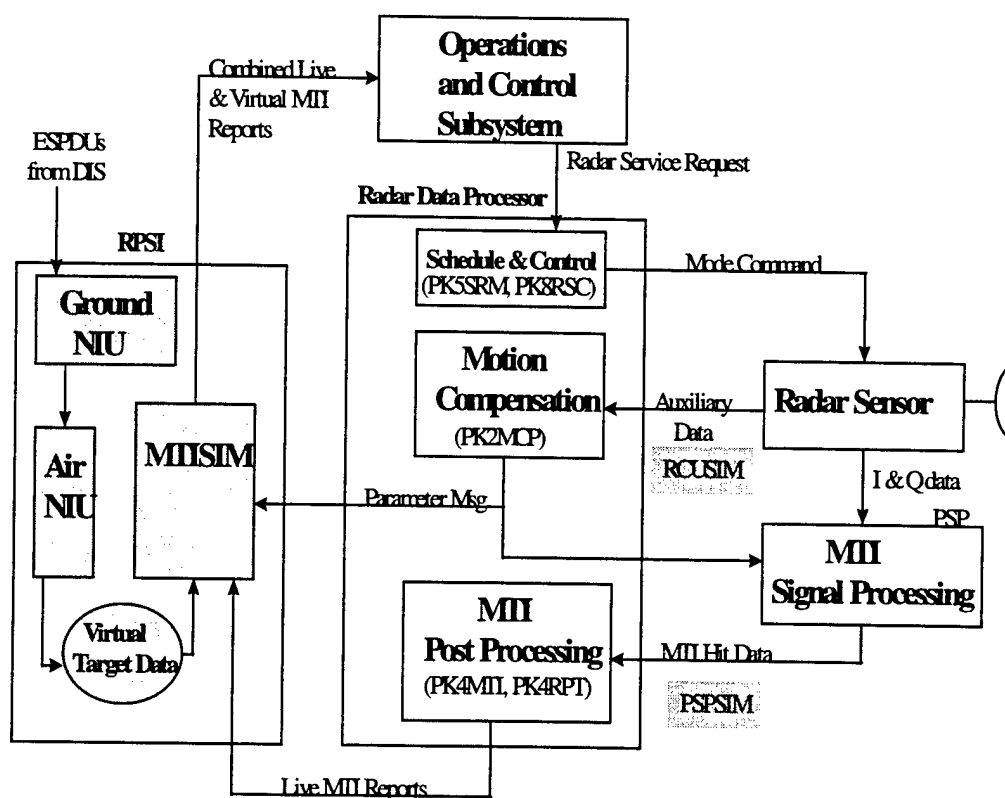 Operations
and Control
Subsystem
Combined Live
& Virtual MTI
Reports
ESPDUs
from DIS
Radar Service Request
Radar Data Processor
RPSI
Schedule & Control
(PK5SRM, PK8RSC)
Mode Command
Ground
NIU
Motion
Compensation
(PK2MCP)
Radar Sensor
Auxiliary
Data
RCUSIM
MTISIM
Air
NIU
I & Q data
PSP
Parameter Msg.
MTI
Signal Processing
MTI
Post Processing
(PK4MTI, PK4RPT)
Virtual
Target Data
MTI Hit Data
PSPSIM
Live MTI Reports